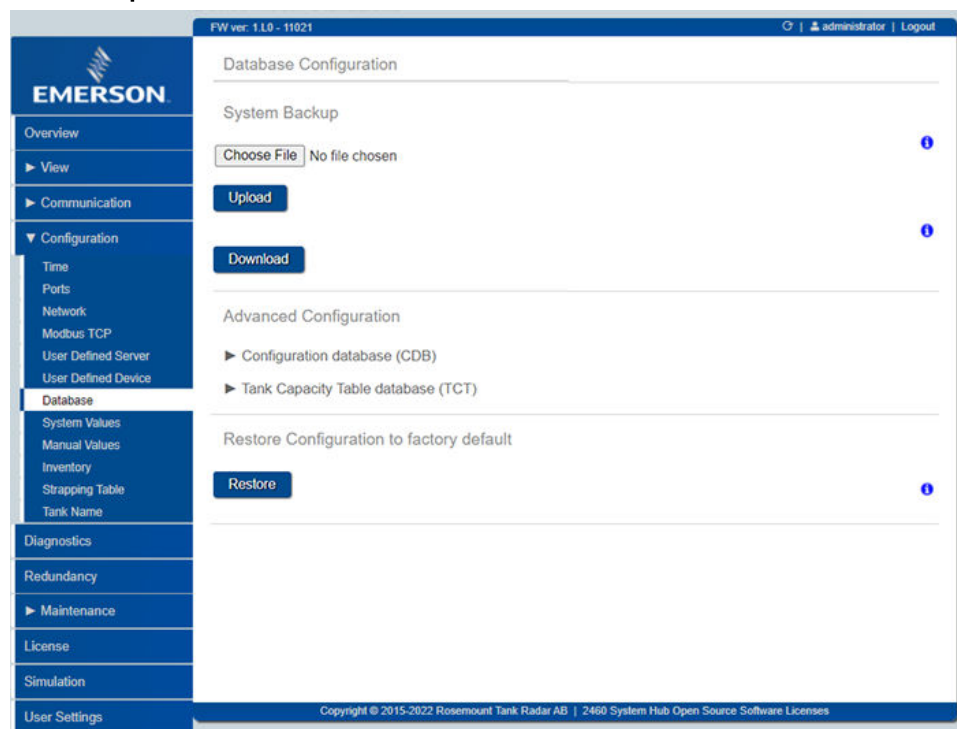 FW ver: 1.L0 - 11021
| administrator | Logout
EMERSON.
Overview
► View
► Communication
▼ Configuration
Time
Ports
Network
Modbus TCP
User Defined Server
User Defined Device
Database
System Values
Manual Values
Inventory
Strapping Table
Tank Name
Diagnostics
Redundancy
► Maintenance
License
Simulation
User Settings
Database Configuration
System Backup
Choose File No file chosen
Upload
Download
Advanced Configuration
► Configuration database (CDB)
► Tank Capacity Table database (TCT)
Restore Configuration to factory default
Restore
Copyright © 2015-2022 Rosemount Tank Radar AB | 2460 System Hub Open Source Software Licenses